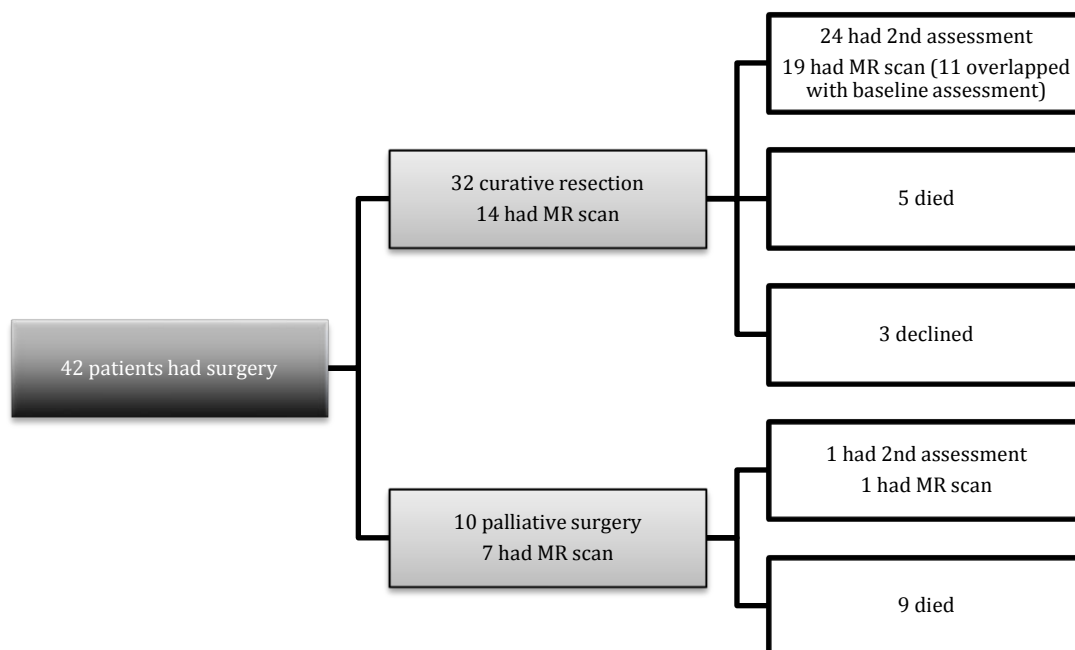 24 had 2nd assessment
19 had MR scan (11 overlapped
with baseline assessment)
32 curative resection
14 had MR scan
5 died
3 declined
42 patients had surgery
1 had 2nd assessment
1 had MR scan
10 palliative surgery
7 had MR scan
9 died